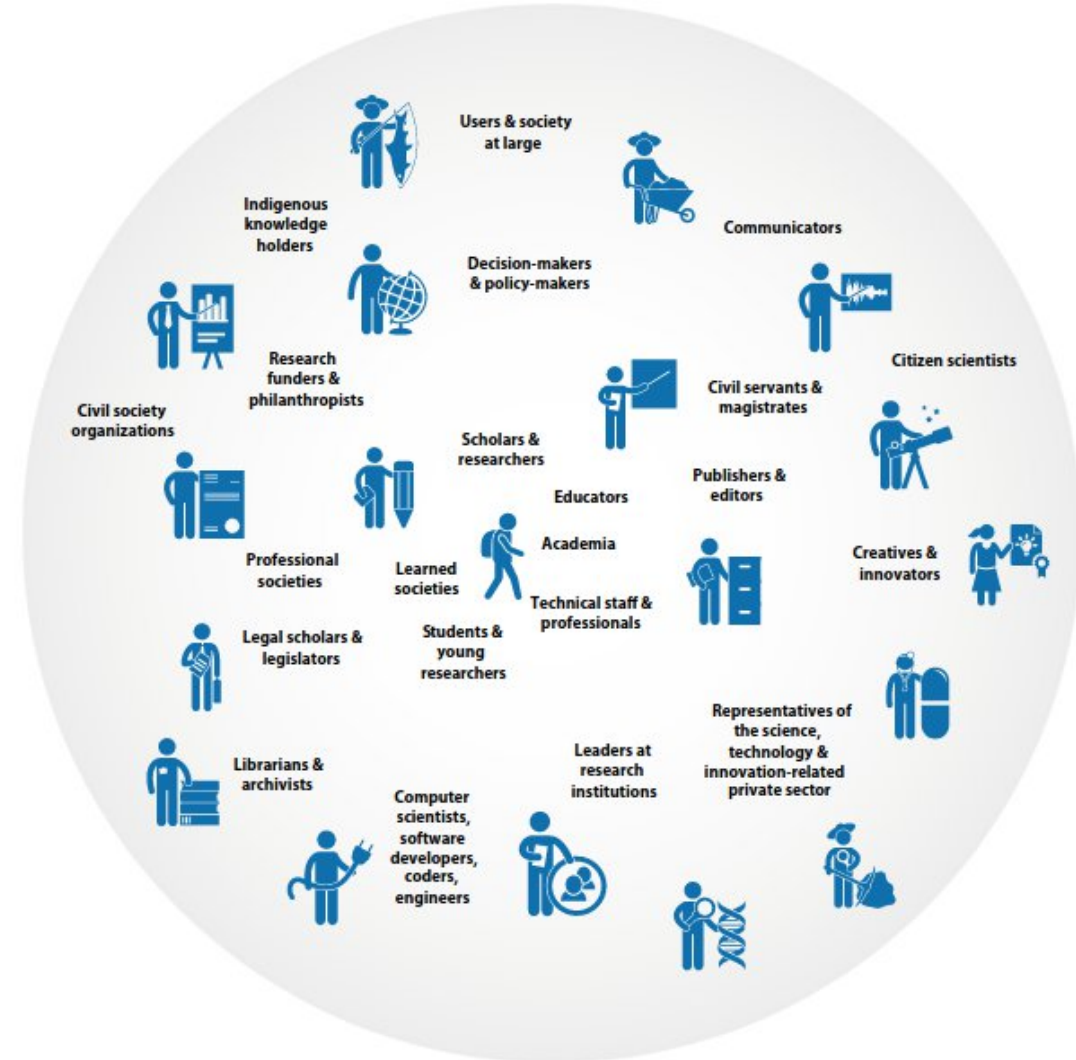 Users & society
at large
Indigenous
knowledge
holders
Communicators
Decision-makers
& policy-makers
Research
funders &
philanthropists
Citizen scientists
Civil servants &
magistrates
Civil society
organizations
Scholars &
researchers
Publishers &
editors
Educators
Academia
Creatives &
innovators
Professional
societies
Learned
societies
Technical staff &
professionals
Legal scholars &
legislators
Students &
young
researchers
Representatives of
the science,
technology &
innovation-related
private sector
Leaders at
research
institutions
Librarians &
archivists
Computer
scientists,
software
developers,
coders,
engineers